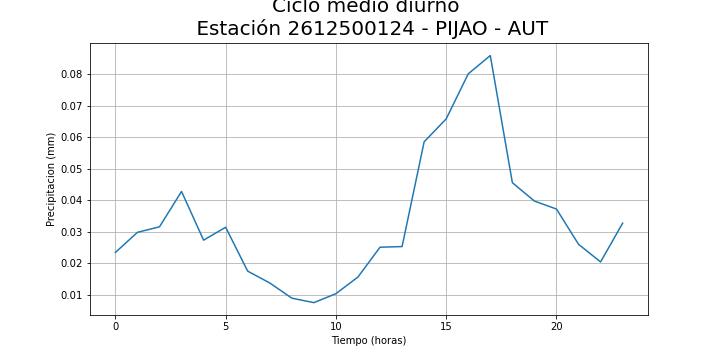 Ciclo medio diurno
Estación 2612500124 - PIJAO - AUT
0.08
0.07
0.06
0.05
0.04
0.03
0.02
0.01
Precipitacion (mm)
0 5 10 15 20
Tiempo (horas)